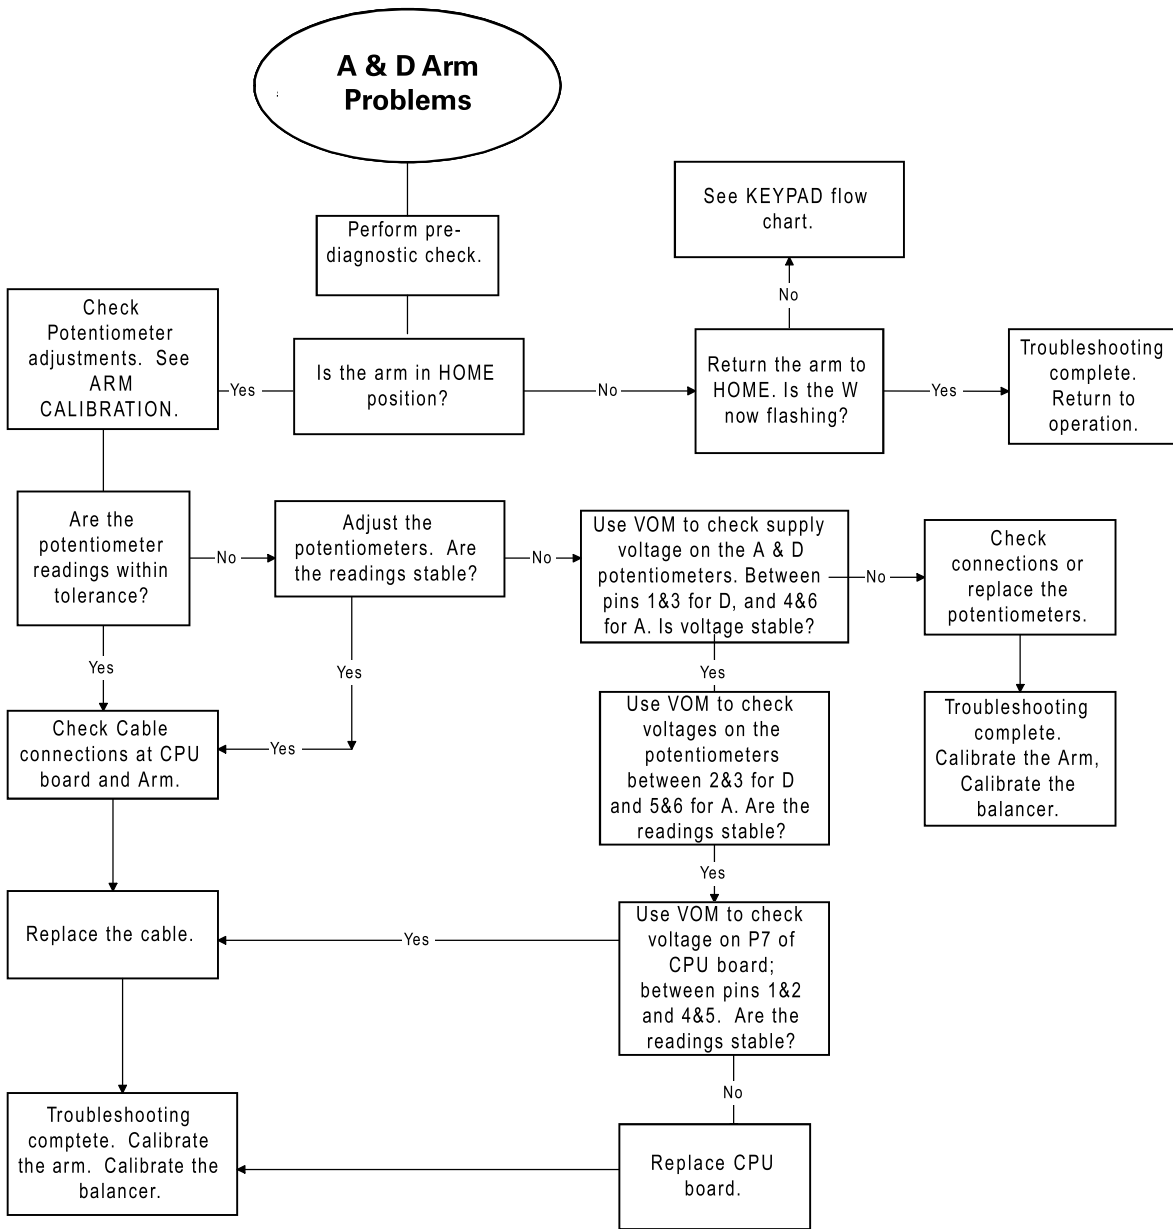 A & D Arm
Problems
Perform pre-
diagnostic check.
See KEYPAD flow
chart.
No
Check
Potentiometer
adjustments. See
ARM
CALIBRATION.
Yes
Is the arm in HOME
position?
No
Return the arm to
HOME. Is the W
now flashing?
Yes
Troubleshooting
complete.
Return to
operation.
Are the
potentiometer
readings within
tolerance?
No
Adjust the
potentiometers. Are
the readings stable?
No
Use VOM to check supply
voltage on the A & D
potentiometers. Between
pins 1&3 for D, and 4&6
for A. Is voltage stable?
No
Check
connections or
replace the
potentiometers.
Yes
Yes
Yes
Check Cable
connections at CPU
board and Arm.
Yes
Use VOM to check
voltages on the
potentiometers
between 2&3 for D
and 5&6 for A. Are the
readings stable?
Troubleshooting
complete.
Calibrate the Arm,
Calibrate the
balancer.
Yes
Replace the cable.
Yes
Use VOM to check
voltage on P7 of
CPU board;
between pins 1&2
and 4&5. Are the
readings stable?
No
Troubleshooting
comptete. Calibrate
the arm. Calibrate the
balancer.
Replace CPU
board.